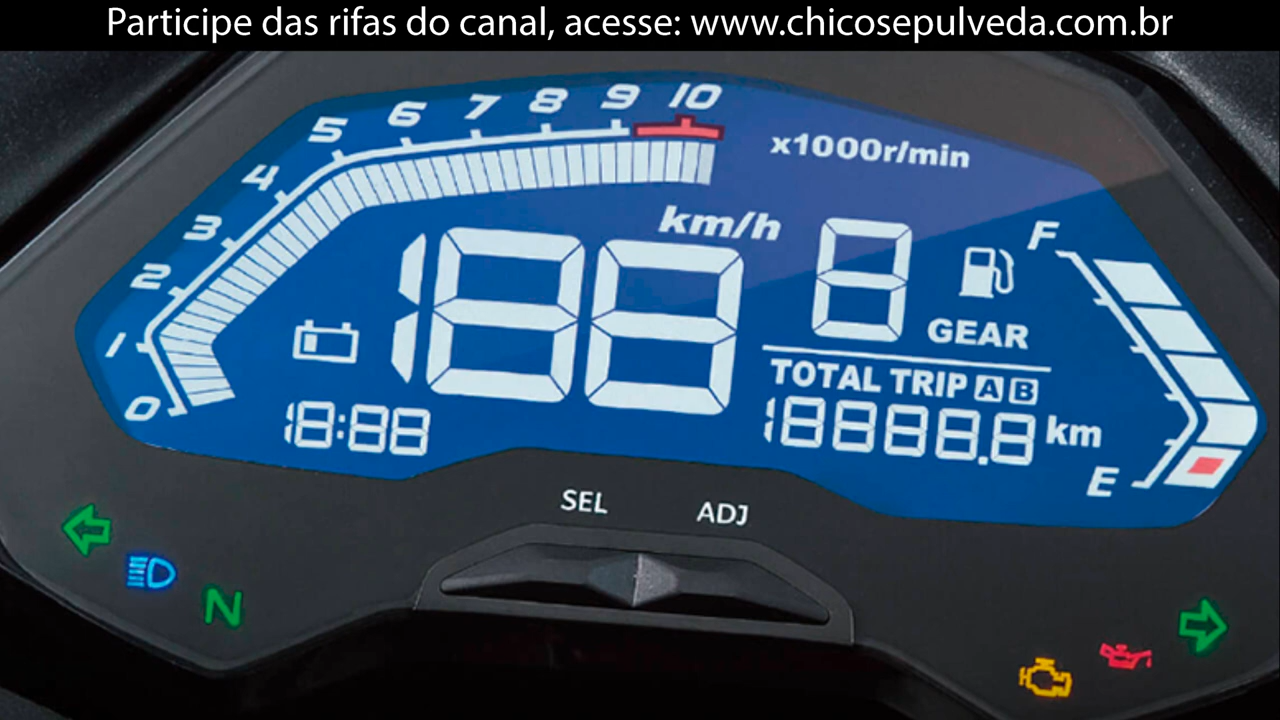 Participe das rifas do canal, acesse: www.chicosepulveda.com.br
0 1 2 3 4 5 6 7 8 9 10
x1000r/min
km/h
188
8
GEAR
F
TOTAL TRIP A B
18:88
18888.8 km
E
SEL ADJ
N